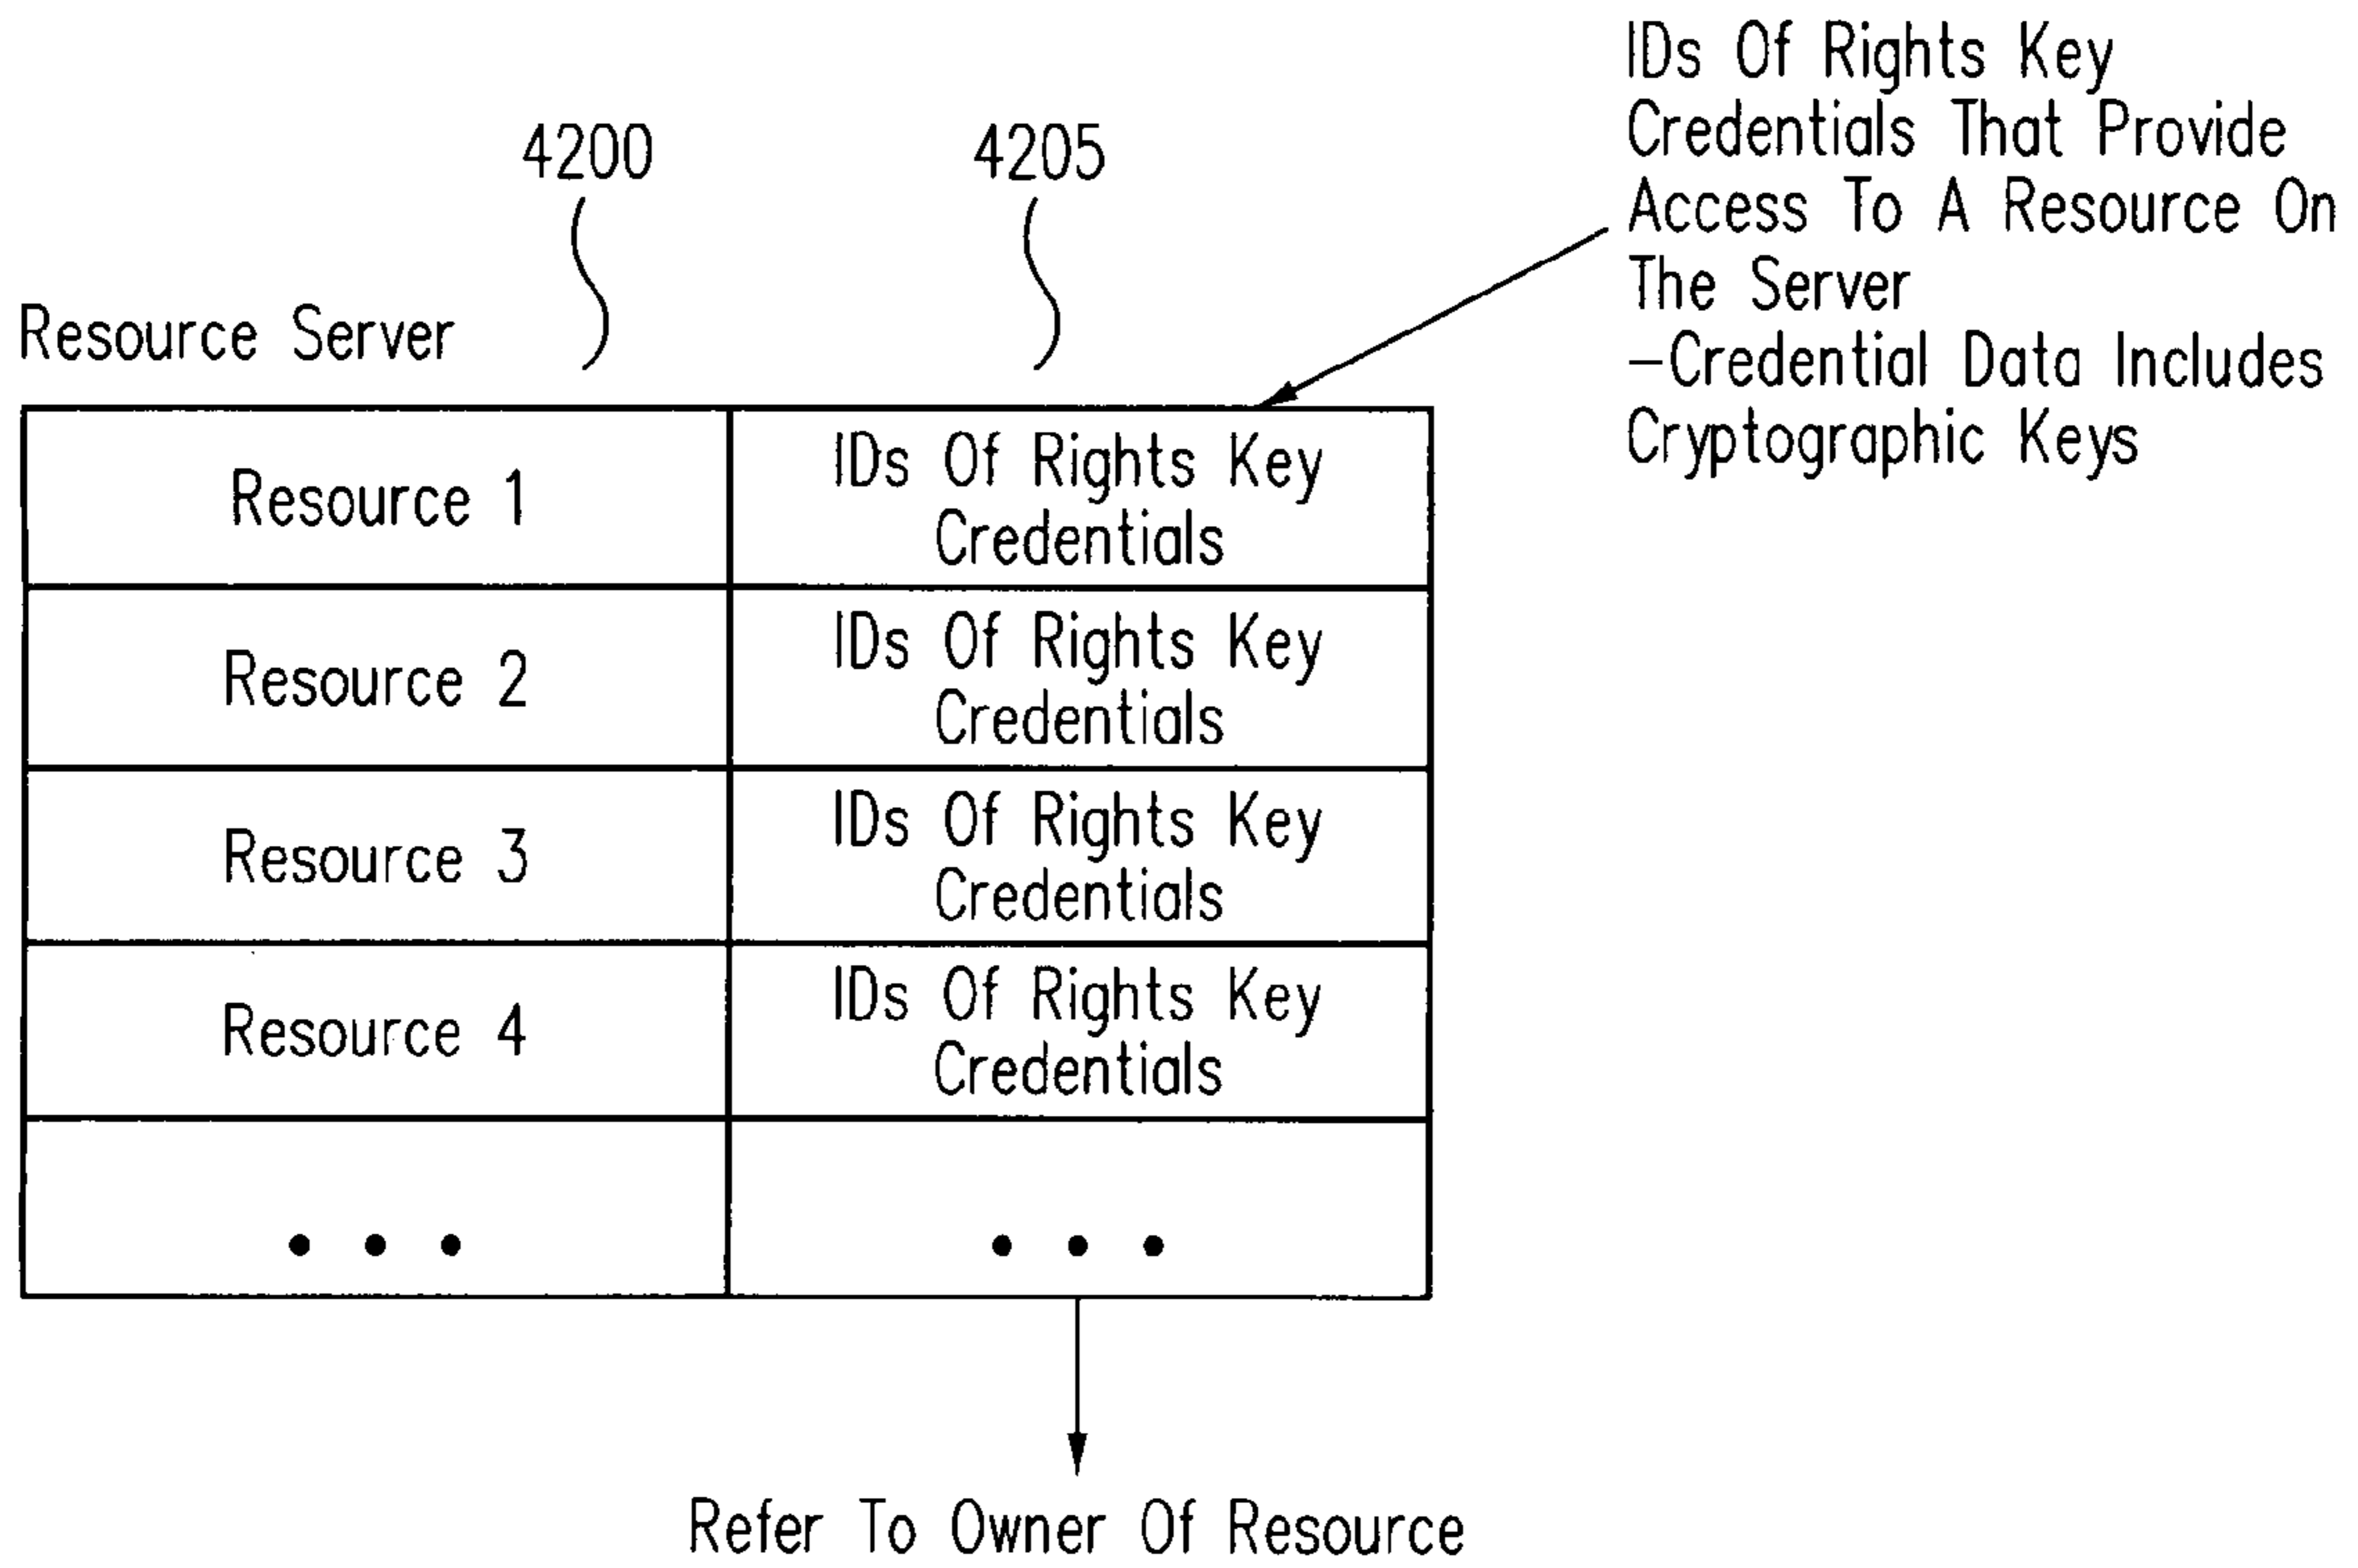 4200
4205
IDs Of Rights Key
Credentials That Provide
Access To A Resource On
The Server
–Credential Data Includes
Cryptographic Keys
Resource Server
Resource 1
IDs Of Rights Key
Credentials
Resource 2
IDs Of Rights Key
Credentials
Resource 3
IDs Of Rights Key
Credentials
Resource 4
IDs Of Rights Key
Credentials
• • •
• • •
Refer To Owner Of Resource